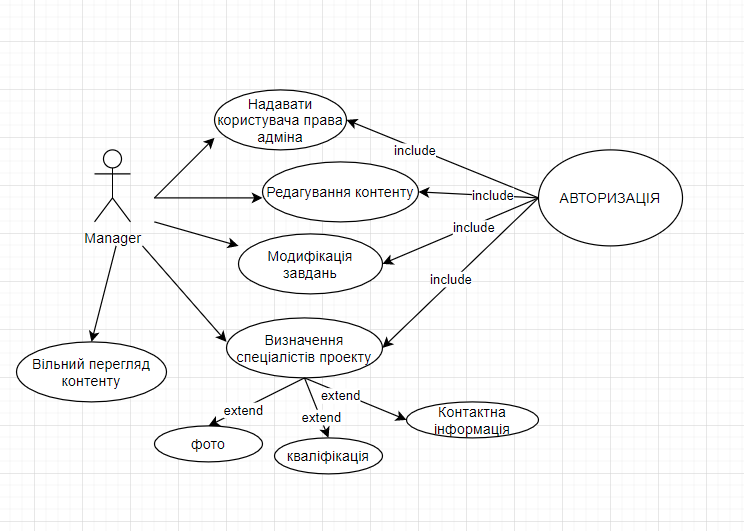 Надавати
користувача права
адміна
include
Редагування контенту
include
АВТОРИЗАЦІЯ
include
Manager
Модифікація
завдань
include
Визначення
спеціалістів проекту
Вільний перегляд
контенту
extend
extend
extend
Контактна
інформація
фото
кваліфікація